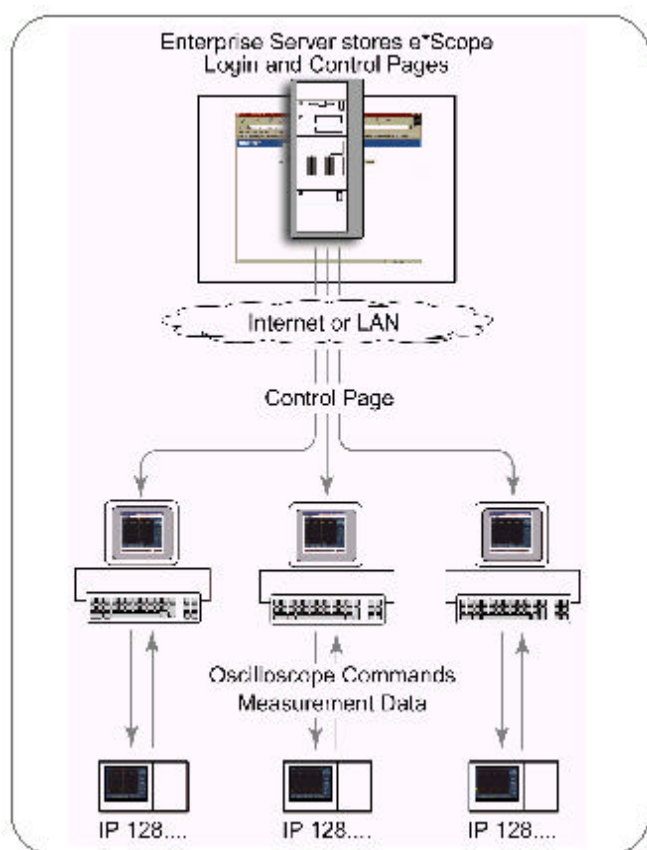 Enterprise Server stores e*Scope
Login and Control Pages
Internet or LAN
Control Page
Oscilloscope Commands
Measurement Data
IP 128....
IP 128....
IP 128....